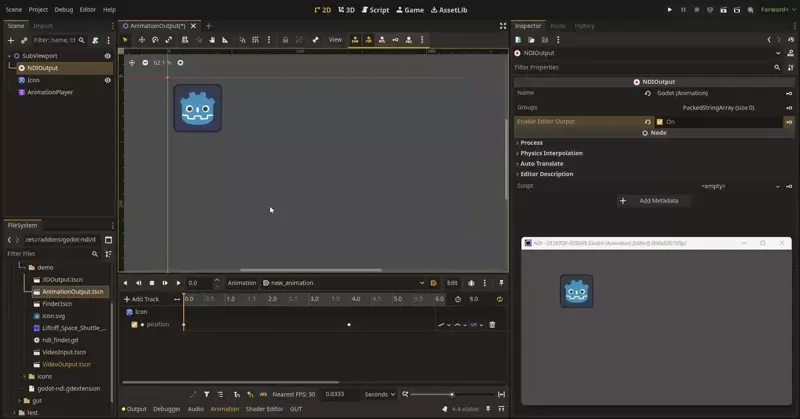 Scene Project Debug Editor Help
2D 3D Script Game AssetLib
Forward+
Scene Import
AnimationOutput(*)
Inspector Node History
Filter: name, t
View
SubViewport
NDIOutput
Icon
AnimationPlayer
62.1 %
NDIOutput
Filter Properties
NDIOutput
Name Godot (Animation)
Groups PackedStringArray (size 0)
Enable Editor Output On
Node
Process
Physics Interpolation
Auto Translate
Editor Description
Script <empty>
Add Metadata
FileSystem
res://addons/godot-ndi/d
Filter Files
demo
3DOutput.tscn
AnimationOutput.tscn
Finder.tscn
icon.svg
Liftoff_Space_Shuttle_...
ndi_finder.gd
VideoInput.tscn
VideoOutput.tscn
icons
godot-ndi.gdextension
gut
test
0.0 Animation new_animation Edit
Add Track 0.0 0.5 1.0 1.5 2.0 2.5 3.0 3.5 4.0 4.5 5.0 5.5 6.0 6.0
Icon
position
Nearest FPS: 30 0.0333 Seconds
Output Debugger Audio Animation Shader Editor GUT 4.4.stable